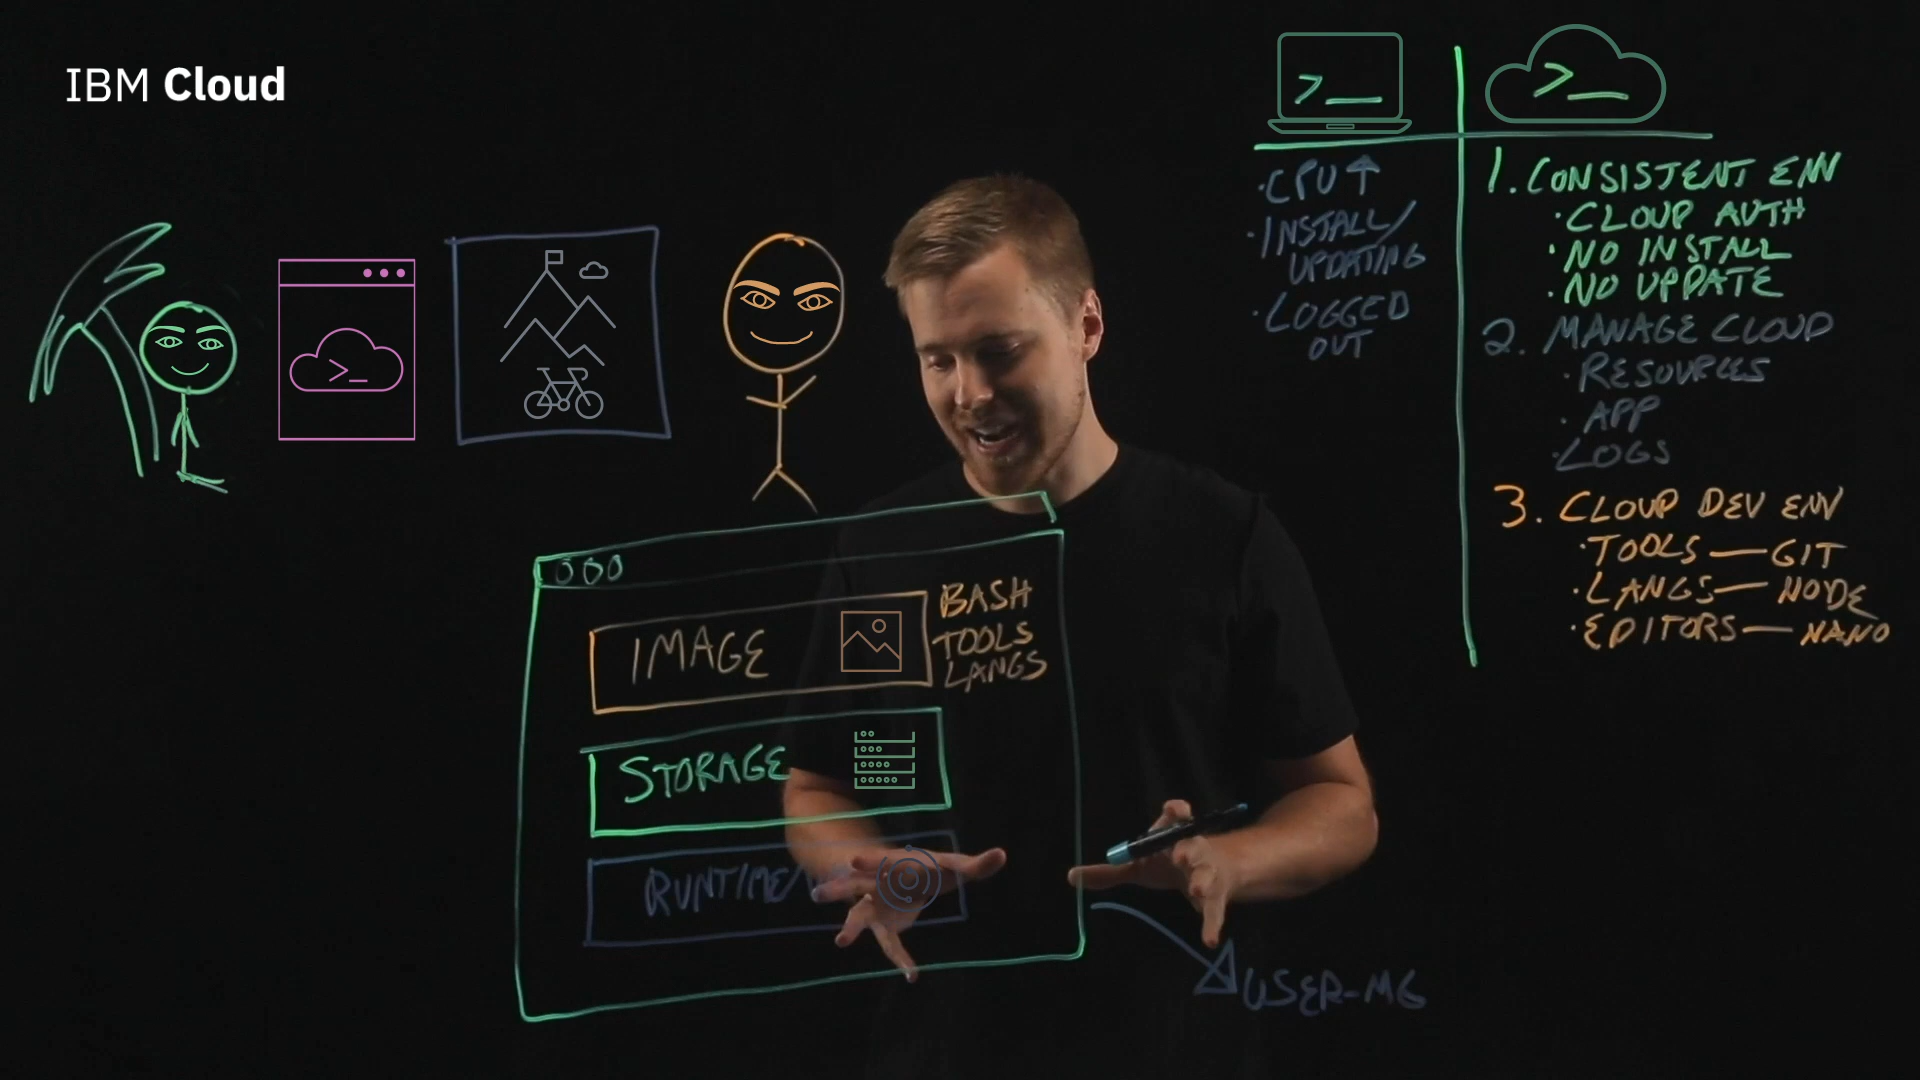 IBM Cloud
>_
>_
>_
· CPU ↑
· INSTALL/
UPDATING
· LOGGED
OUT
1. CONSISTENT ENV
· CLOUD AUTH
· NO INSTALL
· NO UPDATE
2. MANAGE CLOUD
· RESOURCES
· APP
· LOGS
3. CLOUD DEV ENV
· TOOLS — GIT
· LANGS — NODE
· EDITORS — NANO
IMAGE
BASH
TOOLS
LANGS
STORAGE
RUNTIME/
USER-MG